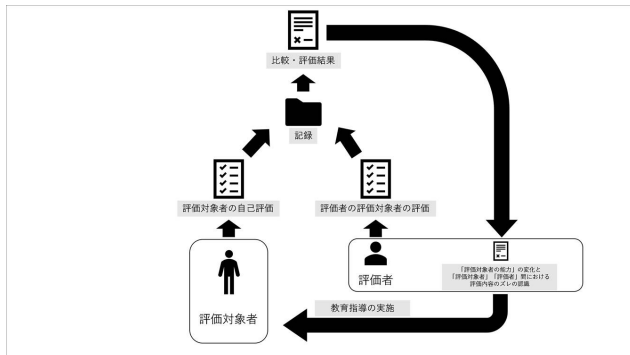 比較・評価結果
記録
評価対象者の自己評価
評価者の評価対象者の評価
評価対象者
評価者
「評価対象者の能力」の変化と
「評価対象者」「評価者」間における
評価内容のズレの認識
教育指導の実施